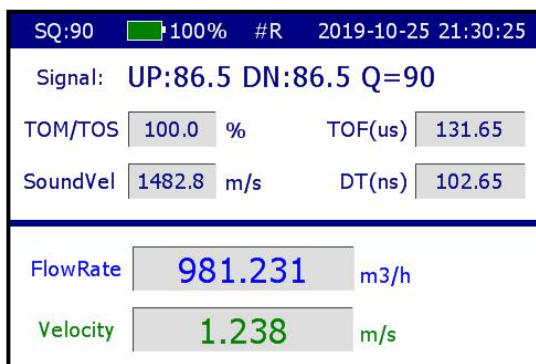 SQ:90 100% #R 2019-10-25 21:30:25
Signal: UP:86.5 DN:86.5 Q=90
TOM/TOS 100.0 % TOF(us) 131.65
SoundVel 1482.8 m/s DT(ns) 102.65
FlowRate 981.231 m3/h
Velocity 1.238 m/s